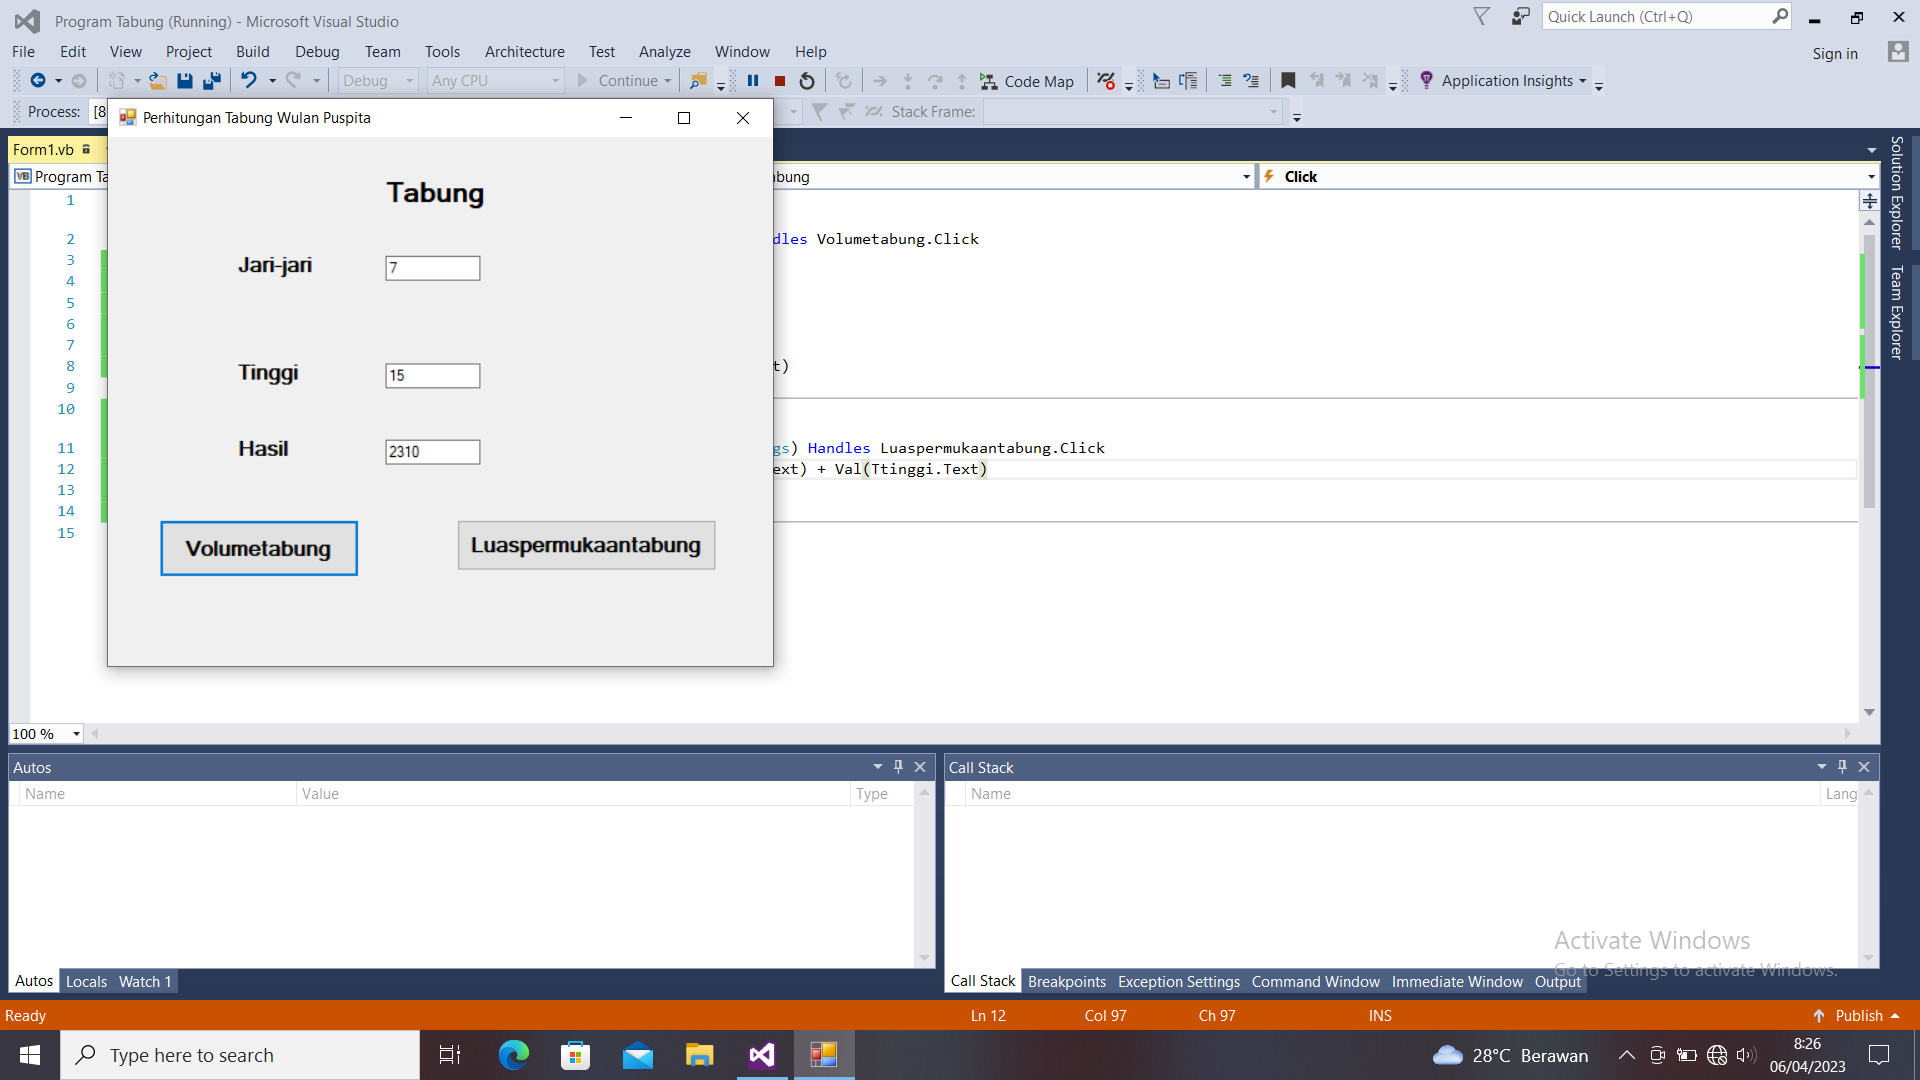 Program Tabung (Running) - Microsoft Visual Studio
Quick Launch (Ctrl+Q)
File Edit View Project Build Debug Team Tools Architecture Test Analyze Window Help
Sign in
Debug Any CPU Continue Code Map Application Insights
Process: [8 Stack Frame:
Perhitungan Tabung Wulan Puspita
Form1.vb
Program Ta
abung
Click
Solution Explorer
Team Explorer
Tabung
Jari-jari 7
Tinggi 15
Hasil 2310
Volumetabung Luaspermukaantabung
1
2 dles Volumetabung.Click
3
4
5
6
7
8 t)
9
10
11 gs) Handles Luaspermukaantabung.Click
12 ext) + Val(Ttinggi.Text)
13
14
15
100 %
Autos
Name Value Type
Call Stack
Name Lang
Activate Windows
Go to Settings to activate Windows.
Autos Locals Watch 1
Call Stack Breakpoints Exception Settings Command Window Immediate Window Output
Ready Ln 12 Col 97 Ch 97 INS Publish
Type here to search
28°C Berawan
8:26
06/04/2023